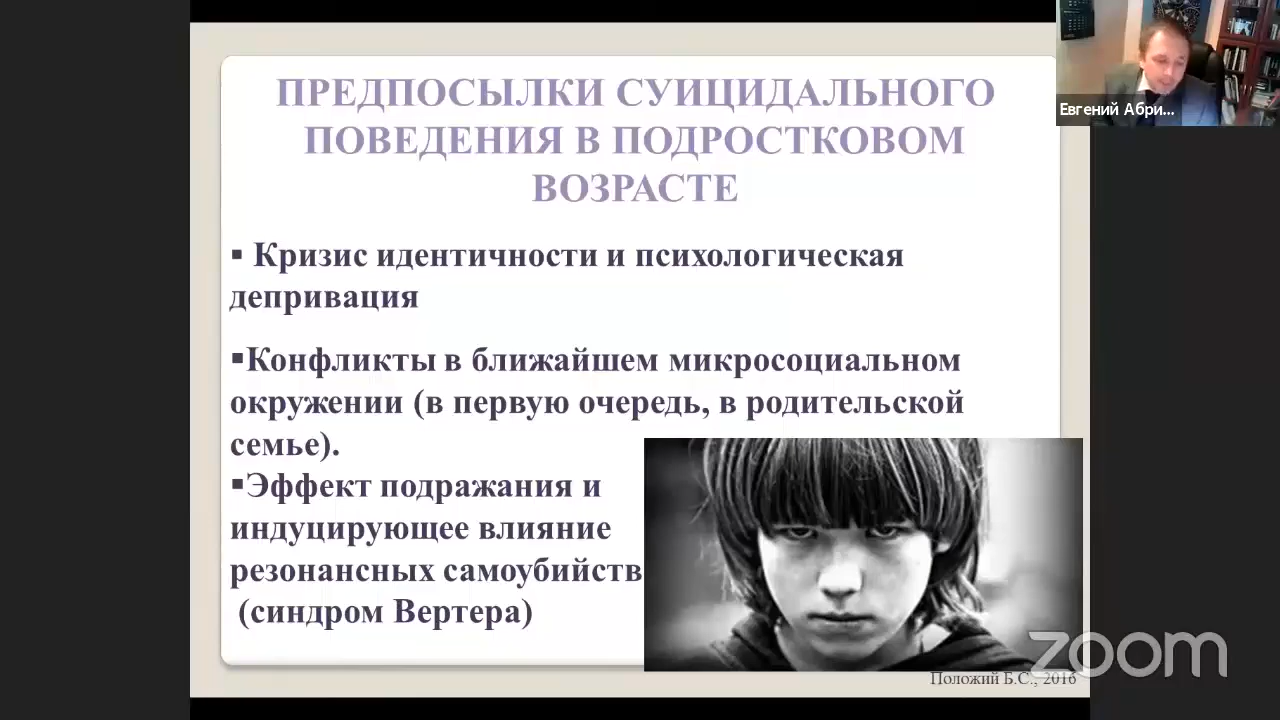 ПРЕДПОСЫЛКИ СУИЦИДАЛЬНОГО
ПОВЕДЕНИЯ В ПОДРОСТКОВОМ
ВОЗРАСТЕ
▪ Кризис идентичности и психологическая
депривация
▪Конфликты в ближайшем микросоциальном
окружении (в первую очередь, в родительской
семье).
▪Эффект подражания и
индуцирующее влияние
резонансных самоубийств
(синдром Вертера)
Положий Б.С., 2016
Евгений Абри...
zoom